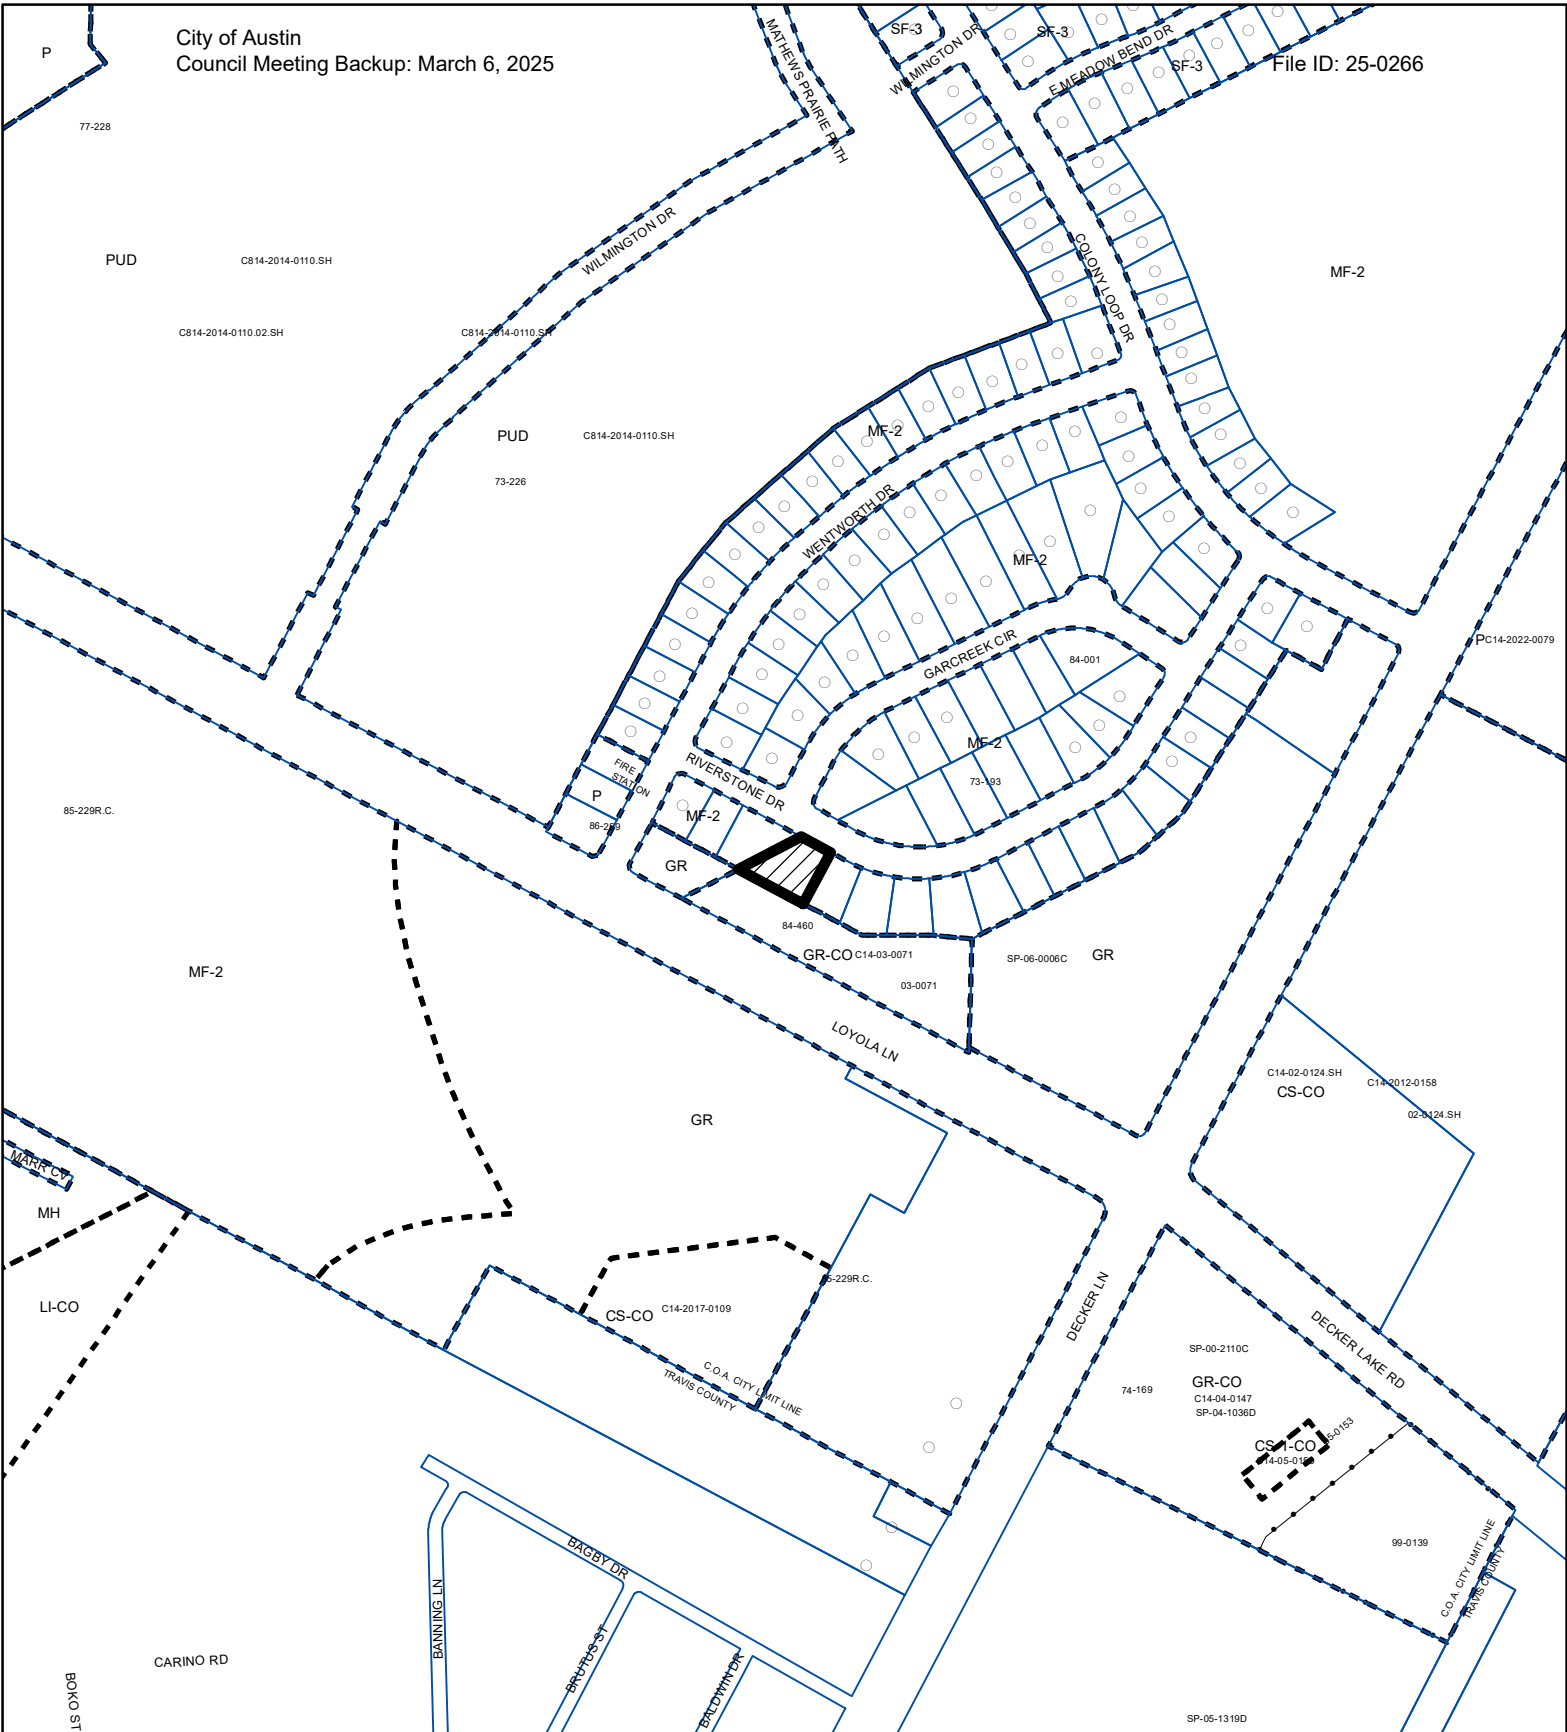 City of Austin
Council Meeting Backup: March 6, 2025
File ID: 25-0266
P
77-228
MATHEWS PRAIRIE PATH
SF-3
WILMINGTON DR
SF-3
E MEADOW BEND DR
SF-3
WILMINGTON DR
PUD
C814-2014-0110.SH
C814-2014-0110.02.SH
C814-2014-0110.SH
COLONY LOOP DR
MF-2
PUD
C814-2014-0110.SH
73-226
MF-2
WENTWORTH DR
MF-2
GARCREEK CIR
84-001
P
C14-2022-0079
MF-2
73-193
RIVERSTONE DR
FIRE
STATION
P
86-259
MF-2
85-229R.C.
GR
84-460
GR-CO
C14-03-0071
03-0071
SP-06-0006C
GR
MF-2
LOYOLA LN
C14-02-0124.SH
CS-CO
C14-2012-0158
02-0124.SH
GR
MARR CV
MH
LI-CO
CS-CO
C14-2017-0109
85-229R.C.
C.O.A. CITY LIMIT LINE
TRAVIS COUNTY
DECKER LN
DECKER LAKE RD
SP-00-2110C
GR-CO
C14-04-0147
SP-04-1036D
74-169
CS-1-CO
99-0139
C.O.A. CITY LIMIT LINE
TRAVIS COUNTY
BAGBY DR
BANNING LN
BRUTUS ST
BALDWIN DR
CARINO RD
BOKO ST
SP-05-1319D